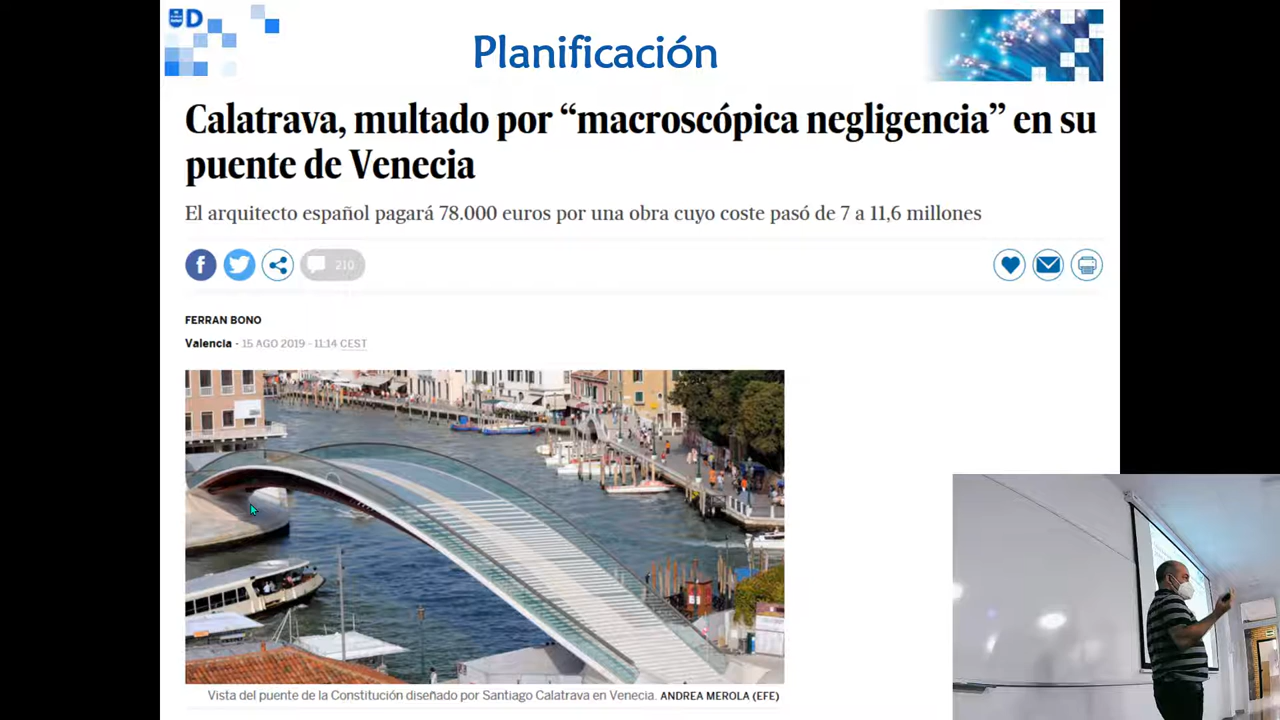 D
Planificación
Calatrava, multado por “macroscópica negligencia” en su
puente de Venecia
El arquitecto español pagará 78.000 euros por una obra cuyo coste pasó de 7 a 11,6 millones
210
FERRAN BONO
Valencia - 15 AGO 2019 - 11:14 CEST
Vista del puente de la Constitución diseñado por Santiago Calatrava en Venecia. ANDREA MEROLA (EFE)